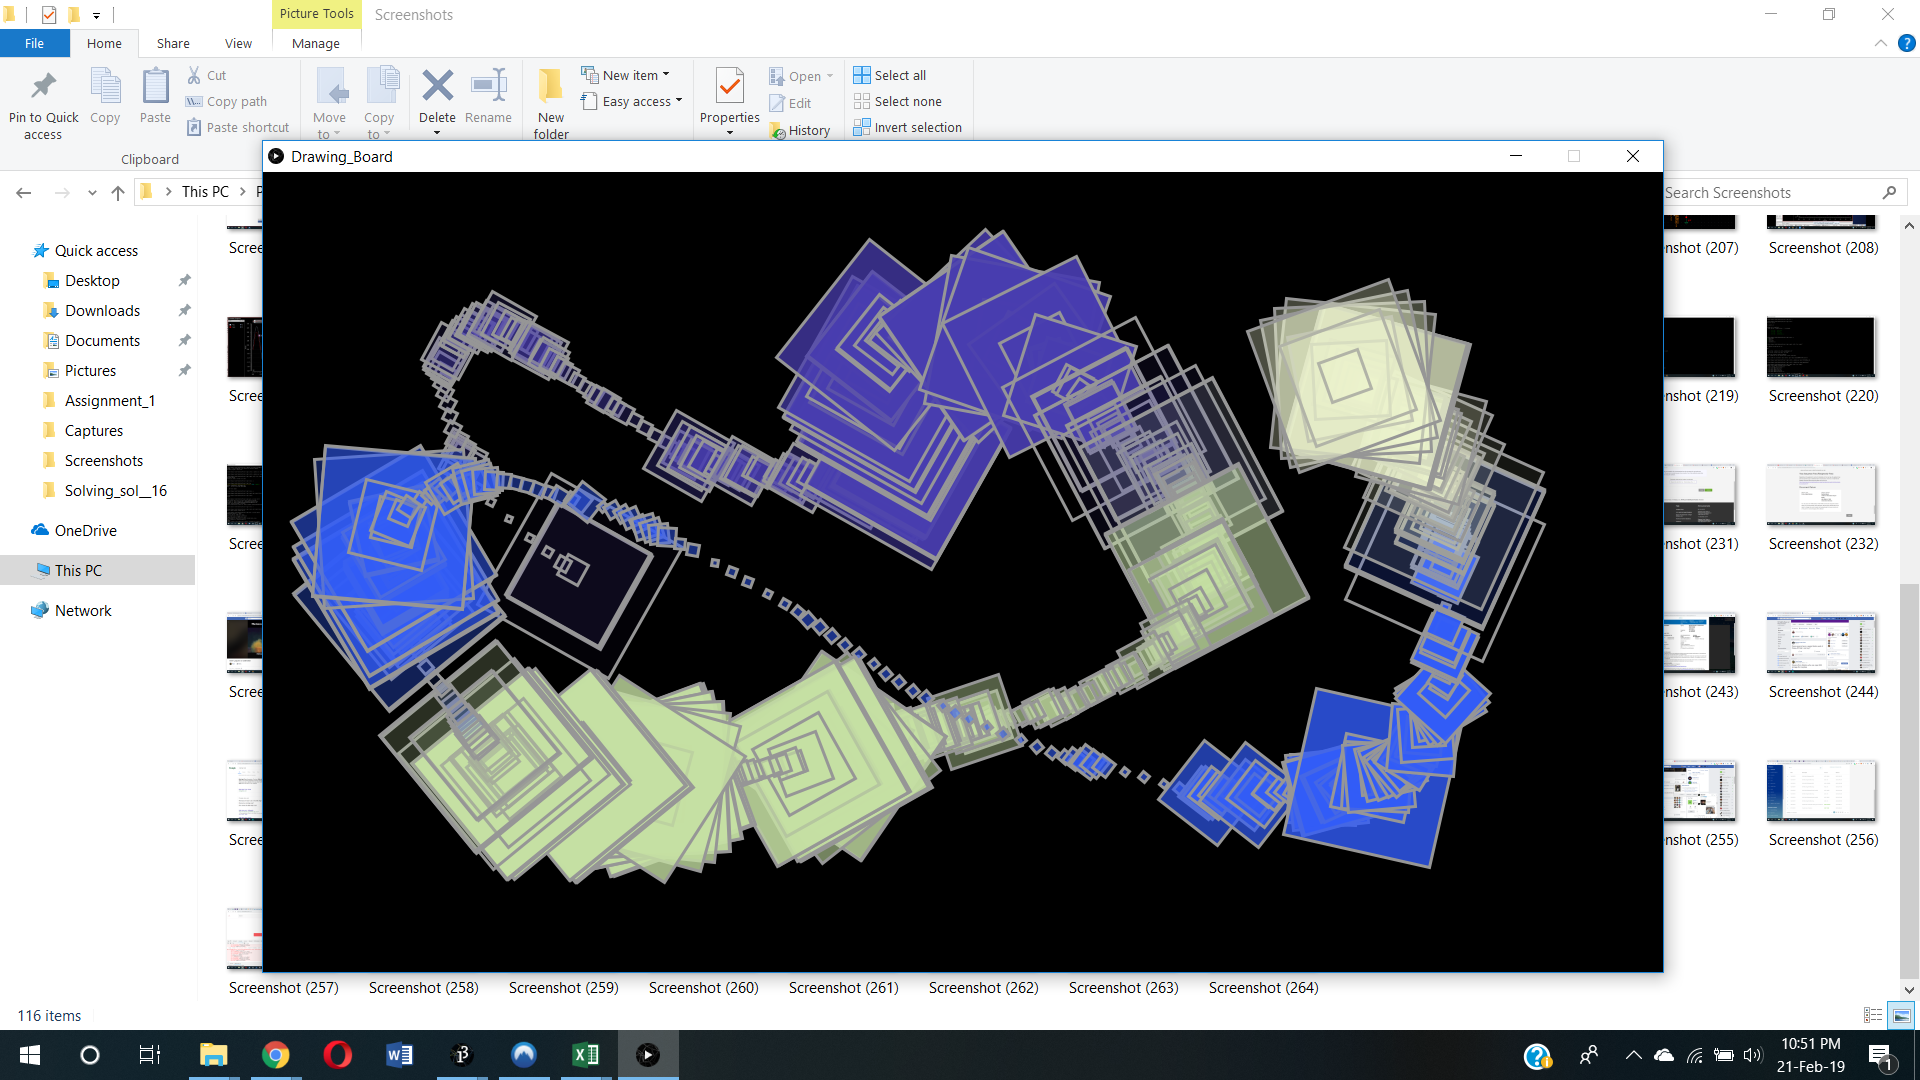 Picture Tools
Screenshots
File
Home
Share
View
Manage
Pin to Quick access
Copy
Paste
Cut
Copy path
Paste shortcut
Clipboard
Move to
Copy to
Delete
Rename
New folder
New item
Easy access
Properties
Open
Edit
History
Select all
Select none
Invert selection
Drawing_Board
This PC
Search Screenshots
Quick access
Desktop
Downloads
Documents
Pictures
Assignment_1
Captures
Screenshots
Solving_sol__16
OneDrive
This PC
Network
Scree
nshot (207)
Screenshot (208)
Scree
nshot (219)
Screenshot (220)
Scree
nshot (231)
Screenshot (232)
Scree
nshot (243)
Screenshot (244)
Scree
nshot (255)
Screenshot (256)
Screenshot (257)
Screenshot (258)
Screenshot (259)
Screenshot (260)
Screenshot (261)
Screenshot (262)
Screenshot (263)
Screenshot (264)
116 items
10:51 PM
21-Feb-19
1